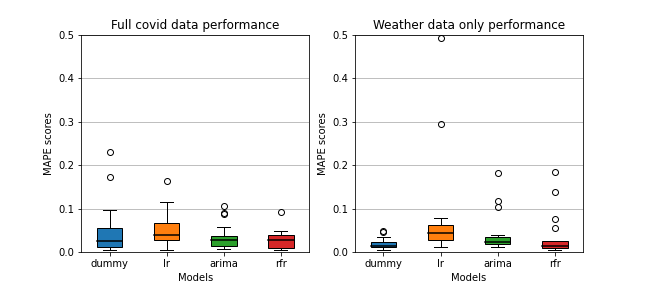 Full covid data performance
0.5
0.4
0.3
0.2
0.1
0.0
MAPE scores
dummy lr arima rfr
Models
Weather data only performance
0.5
0.4
0.3
0.2
0.1
0.0
MAPE scores
dummy lr arima rfr
Models